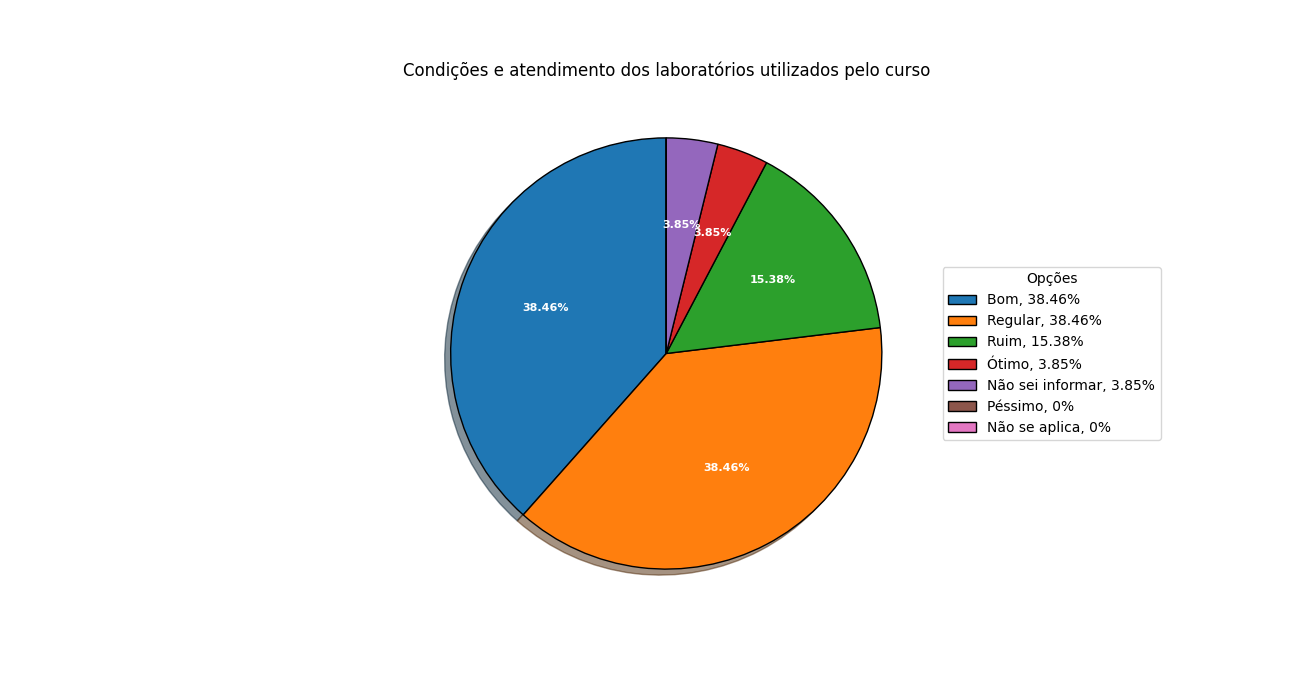 Condições e atendimento dos laboratórios utilizados pelo curso
3.85%
3.85%
15.38%
38.46%
38.46%
Opções
Bom, 38.46%
Regular, 38.46%
Ruim, 15.38%
Ótimo, 3.85%
Não sei informar, 3.85%
Péssimo, 0%
Não se aplica, 0%